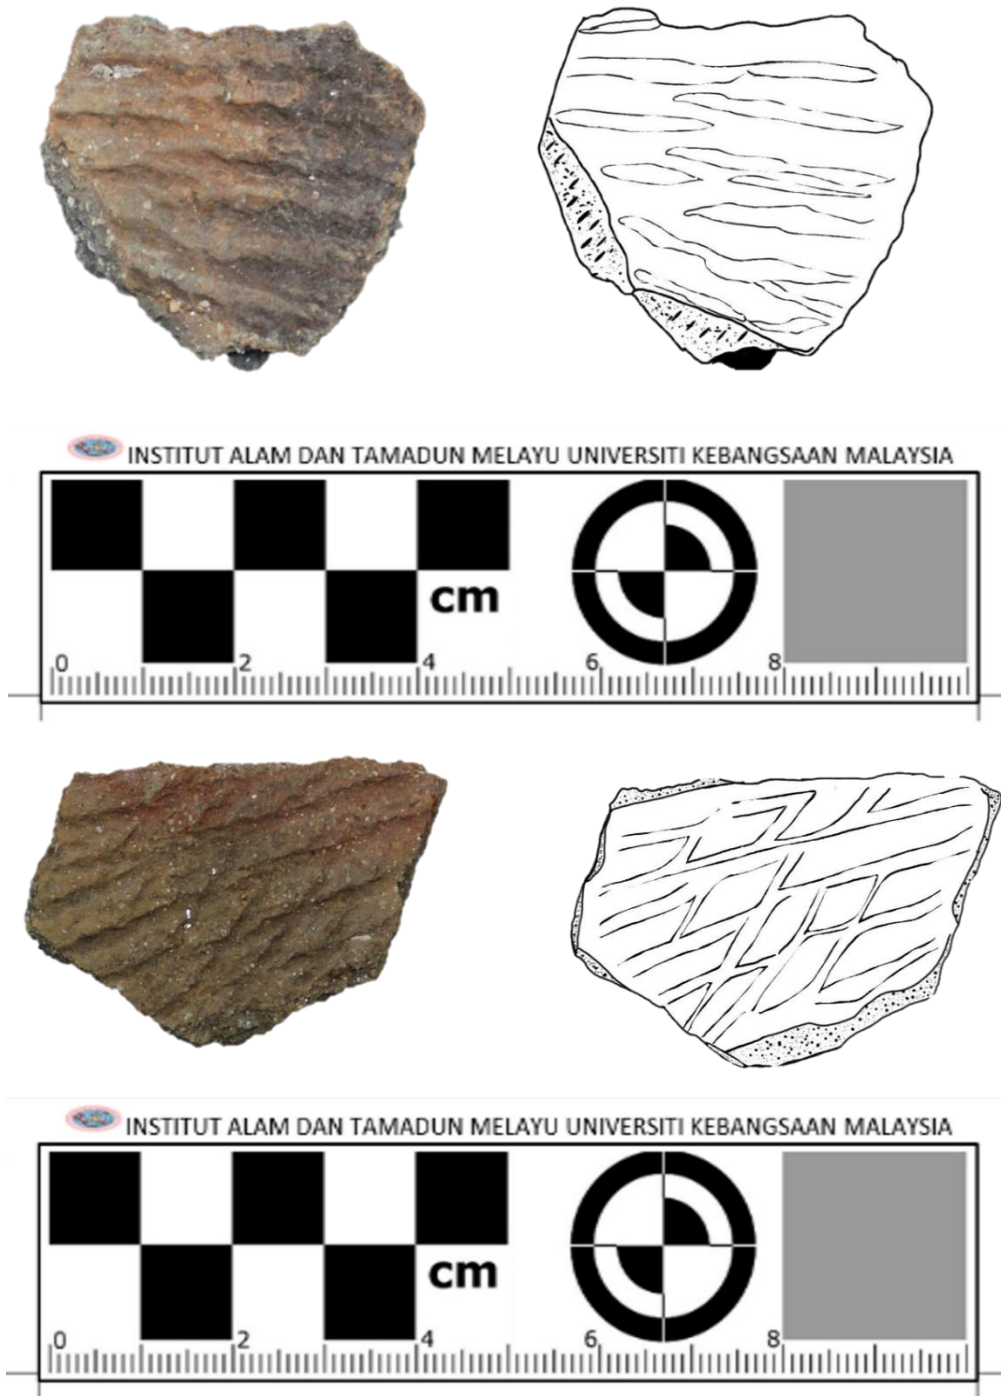 INSTITUT ALAM DAN TAMADUN MELAYU UNIVERSITI KEBANGSAAN MALAYSIA
cm
0 2 4 6 8
INSTITUT ALAM DAN TAMADUN MELAYU UNIVERSITI KEBANGSAAN MALAYSIA
cm
0 2 4 6 8